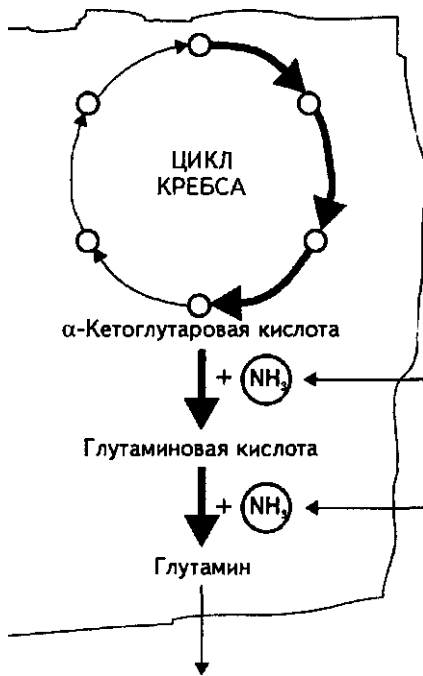 ЦИКЛ
КРЕБСА
α-Кетоглутаровая кислота
+ NH₃
Глутаминовая кислота
+ NH₃
Глутамин